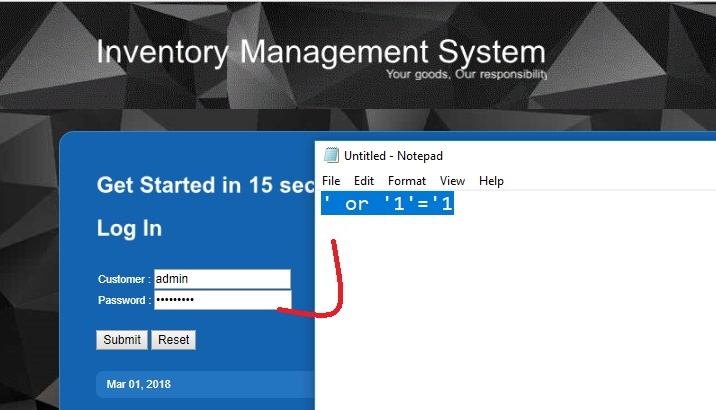 Inventory Management System
Your goods, Our responsibility
Get Started in 15 sec
Log In
Customer : admin
Password : •••••••••
Submit Reset
Mar 01, 2018
Untitled - Notepad
File Edit Format View Help
' or '1'='1